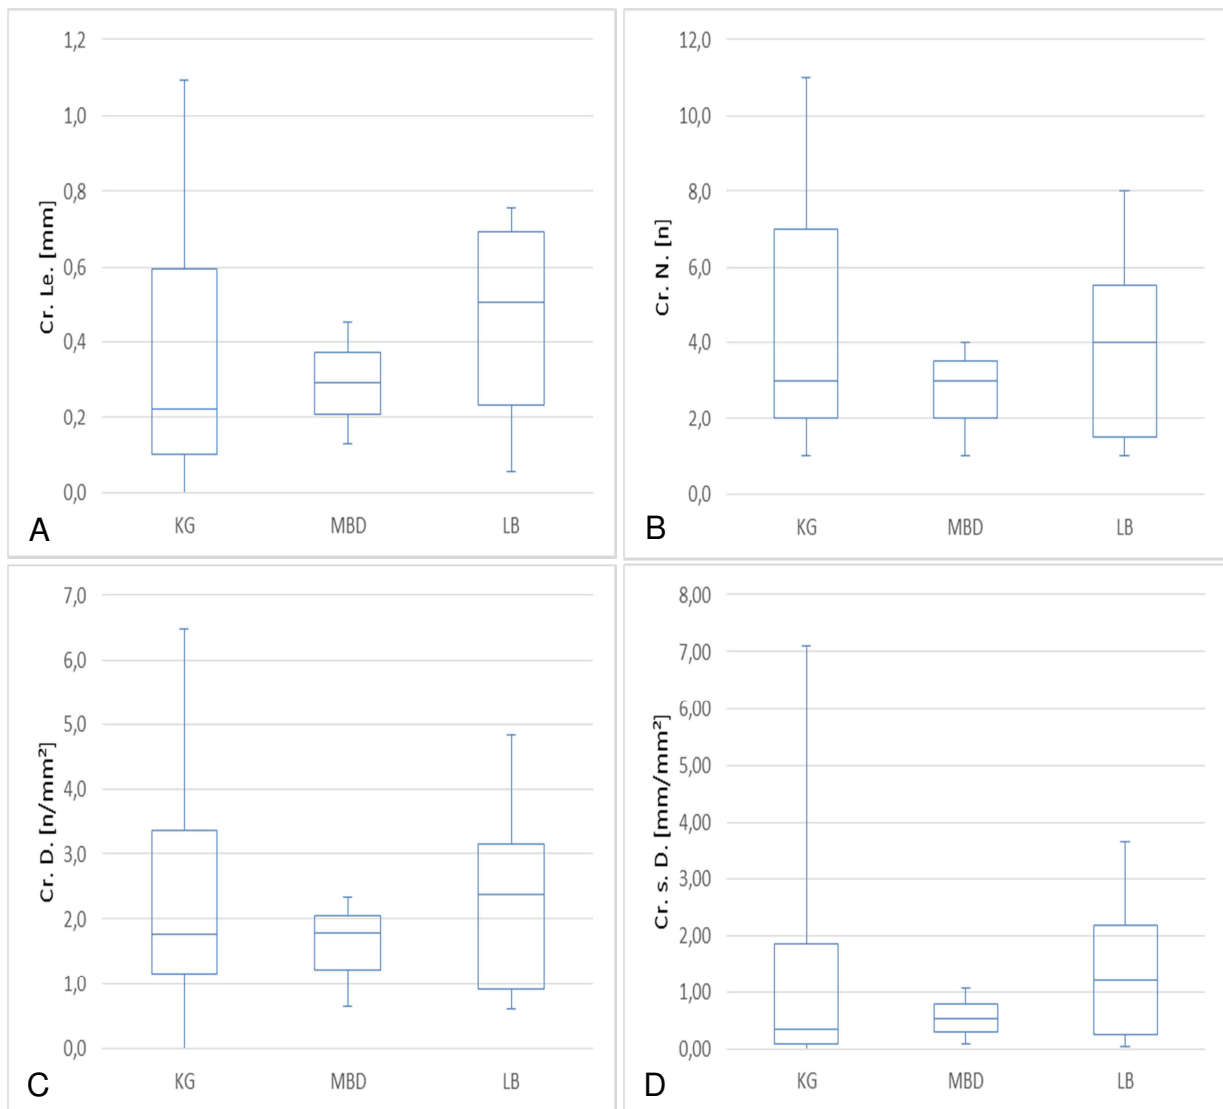 1,2
1,0
0,8
0,6
0,4
0,2
0,0
Cr. Le. [mm]
KG MBD LB
A
12,0
10,0
8,0
6,0
4,0
2,0
0,0
Cr. N. [n]
KG MBD LB
B
7,0
6,0
5,0
4,0
3,0
2,0
1,0
0,0
Cr. D. [n/mm²]
KG MBD LB
C
8,00
7,00
6,00
5,00
4,00
3,00
2,00
1,00
0,00
Cr. s. D. [mm/mm²]
KG MBD LB
D